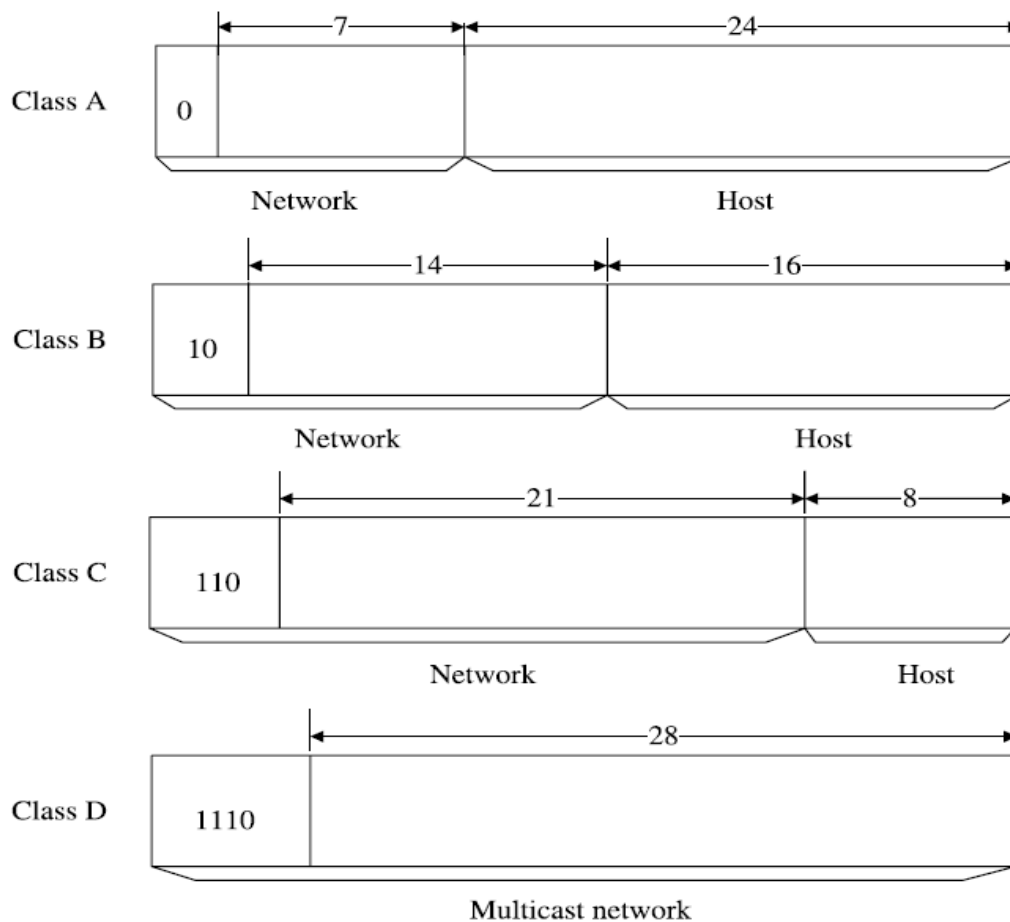 7 24
Class A 0
Network Host
14 16
Class B 10
Network Host
21 8
Class C 110
Network Host
28
Class D 1110
Multicast network